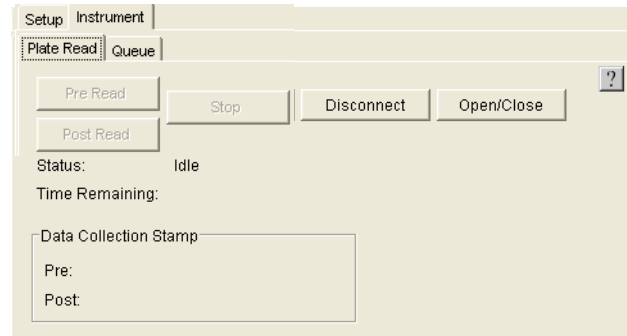 Setup Instrument
Plate Read Queue
Pre Read
Stop
Disconnect
Open/Close
?
Post Read
Status: Idle
Time Remaining:
Data Collection Stamp
Pre:
Post: